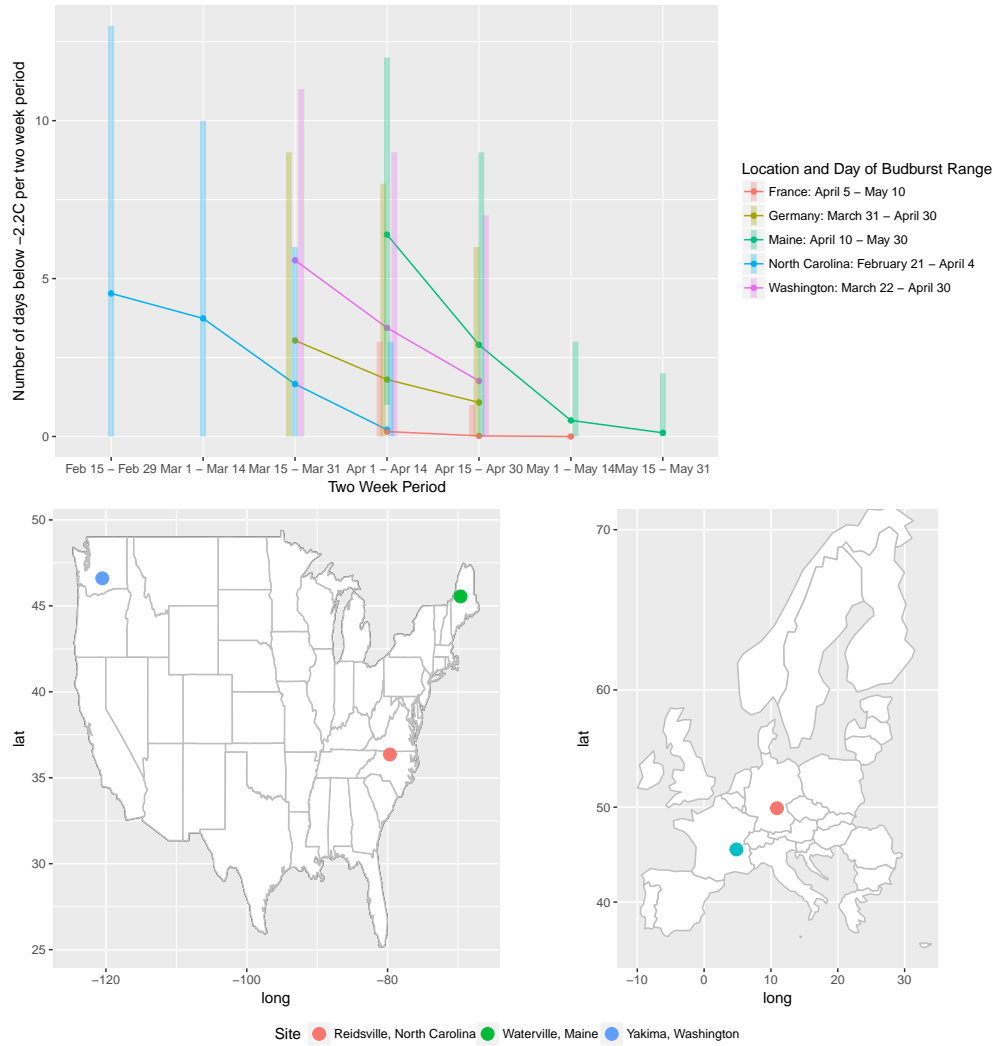 Number of days below −2.2C per two week period
10
5
0
Feb 15 − Feb 29 Mar 1 − Mar 14 Mar 15 − Mar 31 Apr 1 − Apr 14 Apr 15 − Apr 30 May 1 − May 14 May 15 − May 31
Two Week Period
Location and Day of Budburst Range
France: April 5 − May 10
Germany: March 31 − April 30
Maine: April 10 − May 30
North Carolina: February 21 − April 4
Washington: March 22 − April 30
50
45
40
35
30
25
lat
−120 −100 −80
long
70
60
50
40
lat
−10 0 10 20 30
long
Site Reidsville, North Carolina Waterville, Maine Yakima, Washington